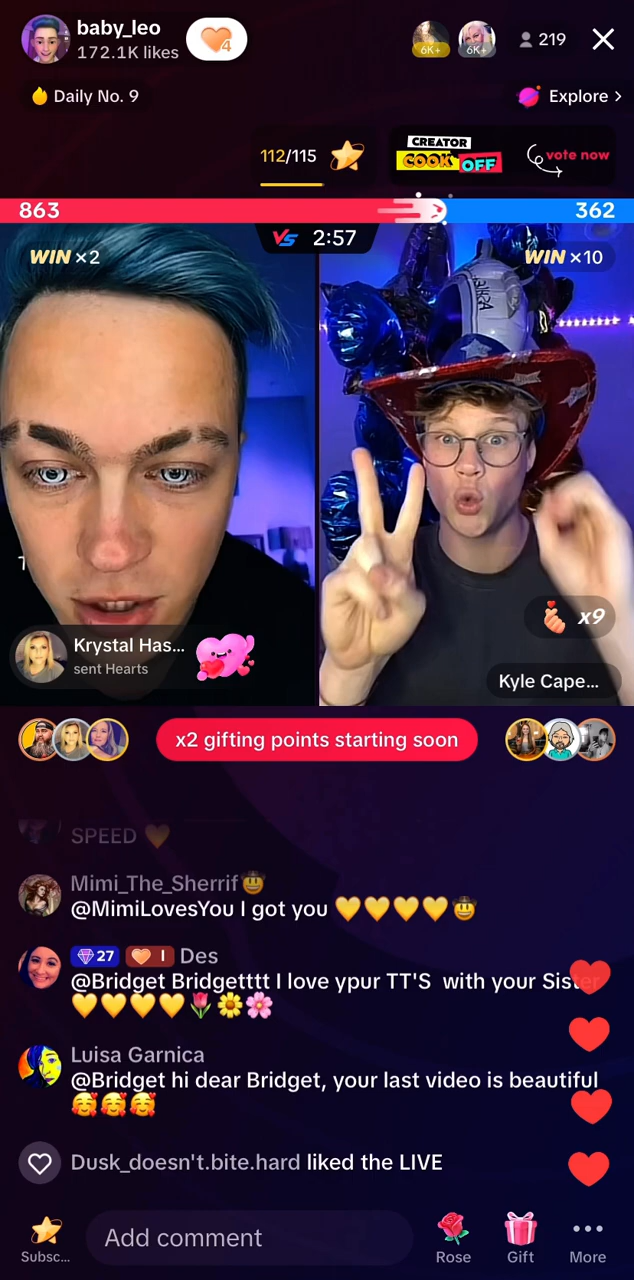 baby_leo
172.1K likes
4
6K+
6K+
219
Daily No. 9
Explore >
112/115
CREATOR
COOK OFF
vote now
863
362
VS 2:57
WIN ×2
WIN ×10
Krystal Has...
sent Hearts
x9
Kyle Cape...
x2 gifting points starting soon
SPEED 💛
Mimi_The_Sherrif🤠
@MimiLovesYou I got you 💛💛💛💛🤠
27 I Des
@Bridget Bridgetttt I love ypur TT'S with your Sister
💛💛💛💛🌷🌼🌸
Luisa Garnica
@Bridget hi dear Bridget, your last video is beautiful
🥰🥰🥰
Dusk_doesn't.bite.hard liked the LIVE
Subsc...
Add comment
Rose
Gift
More